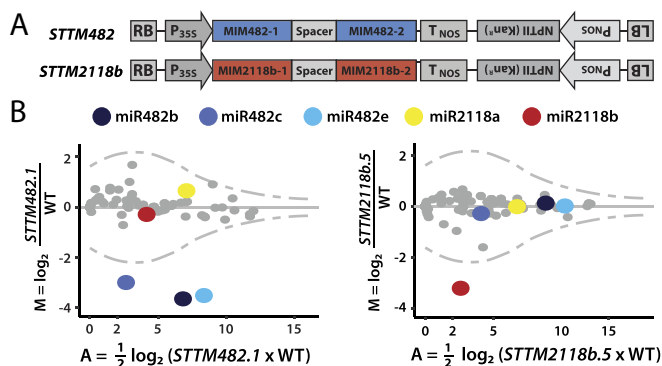 A
STTM482 RB P35S MIM482-1 Spacer MIM482-2 TNOS NPTII (KanR) PNOS LB
STTM2118b RB P35S MIM2118b-1 Spacer MIM2118b-2 TNOS NPTII (KanR) PNOS LB
B
miR482b miR482c miR482e miR2118a miR2118b
M = log2 STTM482.1 WT
2
0
-2
-4
0 2 5 10 15
A = 1/2 log2 (STTM482.1 x WT)
M = log2 STTM2118b.5 WT
2
0
-2
-4
0 2 5 10 15
A = 1/2 log2 (STTM2118b.5 x WT)